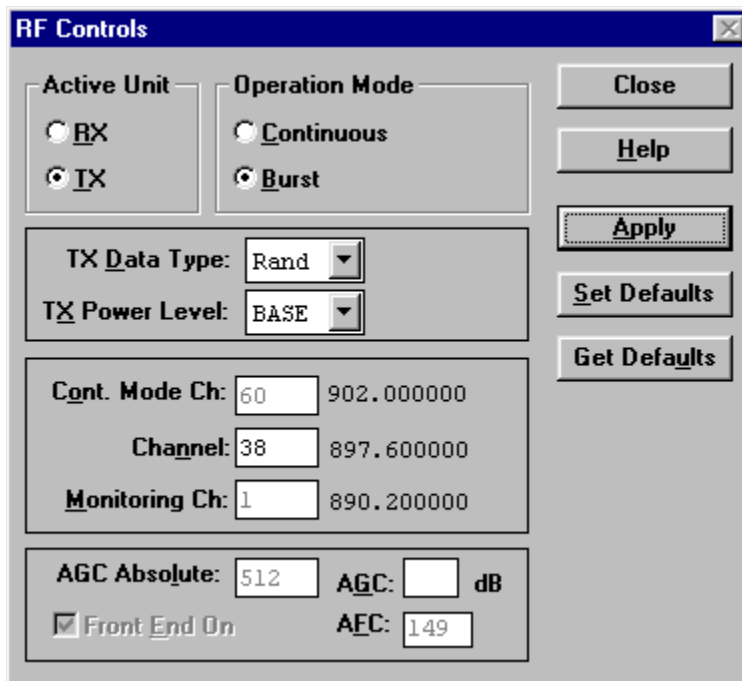 RF Controls
Active Unit
RX
TX
Operation Mode
Continuous
Burst
Close
Help
Apply
Set Defaults
Get Defaults
TX Data Type: Rand
TX Power Level: BASE
Cont. Mode Ch: 60 902.000000
Channel: 38 897.600000
Monitoring Ch: 1 890.200000
AGC Absolute: 512 AGC: dB
Front End On AFC: 149